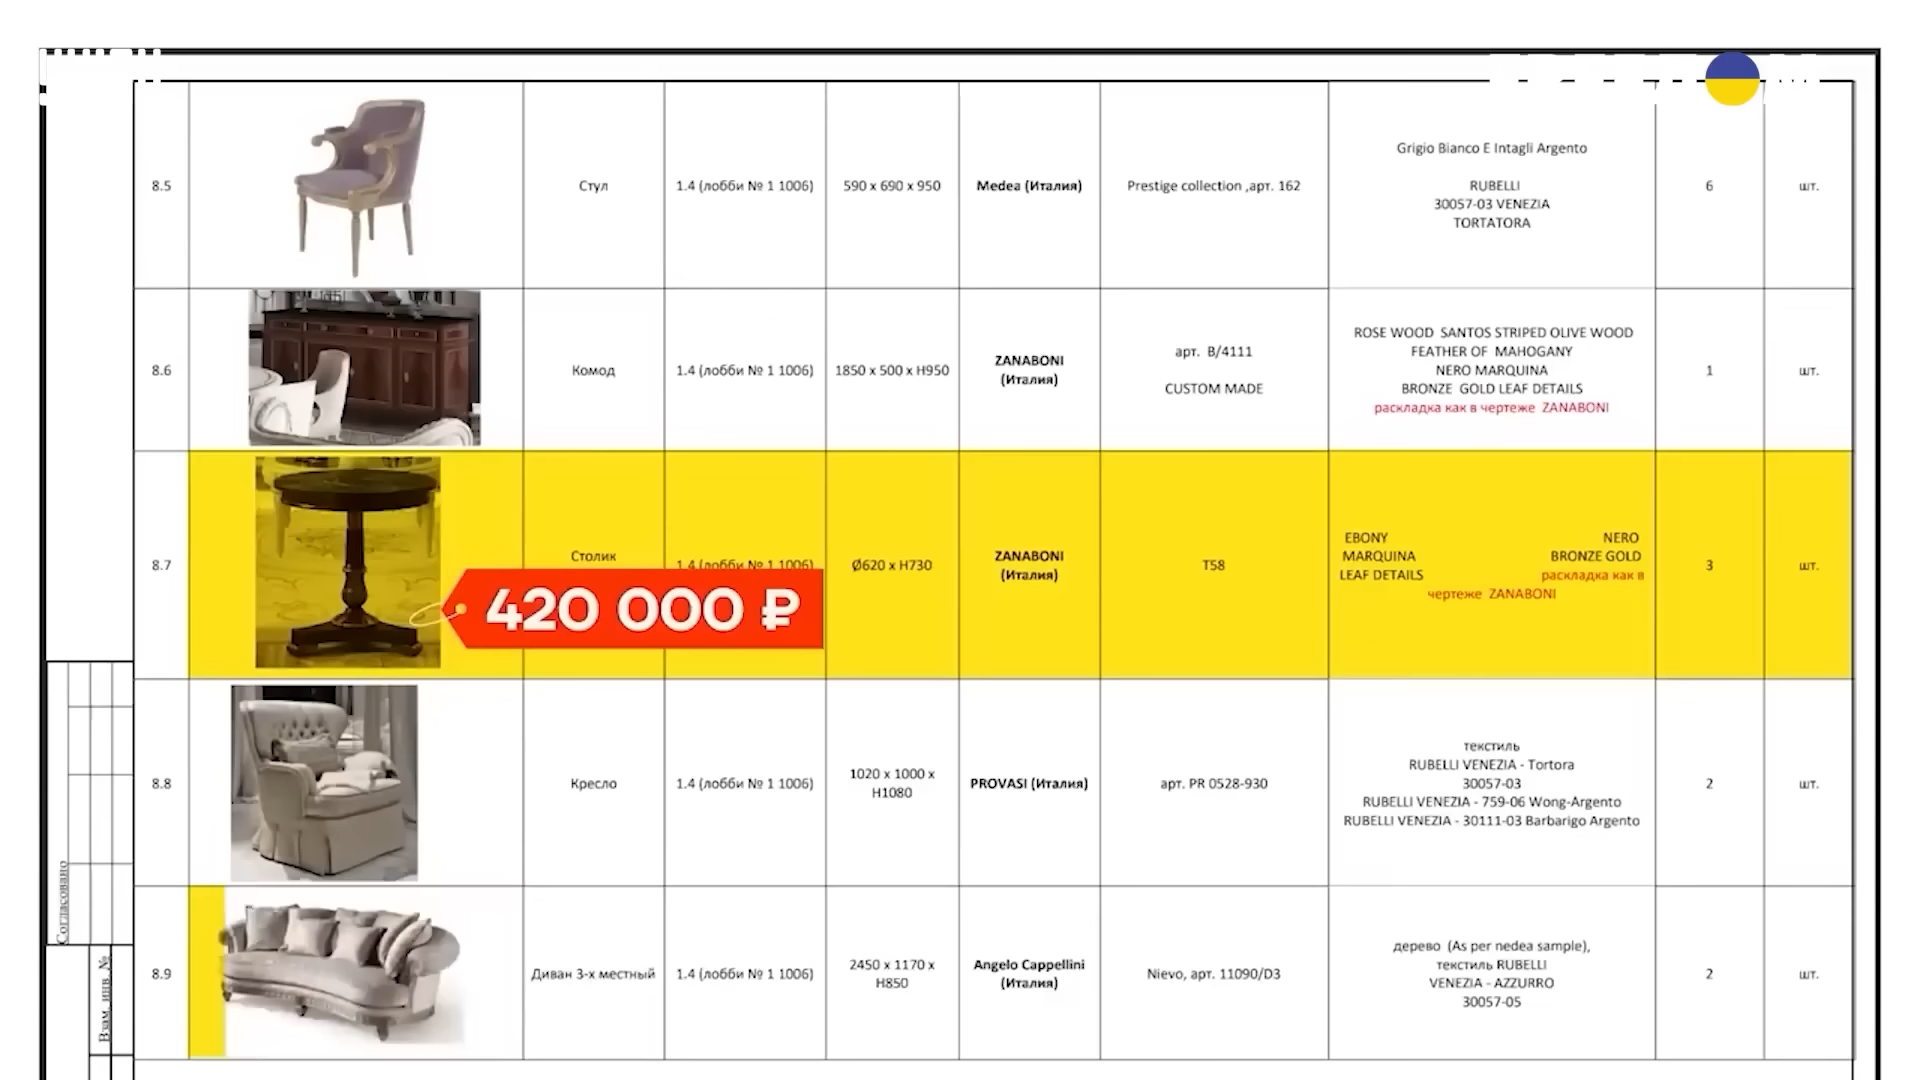 8.5
Стул
1.4 (лобби № 1 1006)
590 x 690 x 950
Medea (Италия)
Prestige collection ,арт. 162
Grigio Bianco E Intagli Argento
RUBELLI
30057-03 VENEZIA
TORTATORA
6
шт.
8.6
Комод
1.4 (лобби № 1 1006)
1850 x 500 x H950
ZANABONI
(Италия)
арт. B/4111
CUSTOM MADE
ROSE WOOD SANTOS STRIPED OLIVE WOOD
FEATHER OF MAHOGANY
NERO MARQUINA
BRONZE GOLD LEAF DETAILS
раскладка как в чертеже ZANABONI
1
шт.
8.7
Столик
1.4 (лобби № 1 1006)
420 000 ₽
Ø620 x H730
ZANABONI
(Италия)
T58
EBONY NERO
MARQUINA BRONZE GOLD
LEAF DETAILS раскладка как в
чертеже ZANABONI
3
шт.
8.8
Кресло
1.4 (лобби № 1 1006)
1020 x 1000 x
H1080
PROVASI (Италия)
арт. PR 0528-930
текстиль
RUBELLI VENEZIA - Tortora
30057-03
RUBELLI VENEZIA - 759-06 Wong-Argento
RUBELLI VENEZIA - 30111-03 Barbarigo Argento
2
шт.
8.9
Диван 3-х местный
1.4 (лобби № 1 1006)
2450 x 1170 x
H850
Angelo Cappellini
(Италия)
Nievo, арт. 11090/D3
дерево (As per nedea sample),
текстиль RUBELLI
VENEZIA - AZZURRO
30057-05
2
шт.
Согласовано
Взам. инв. №